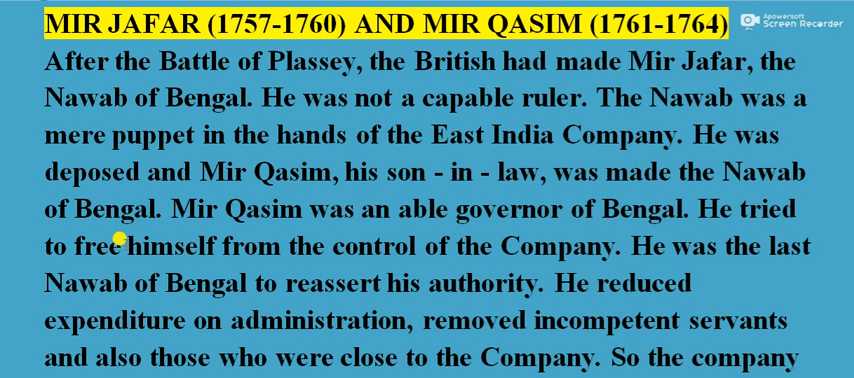 MIR JAFAR (1757-1760) AND MIR QASIM (1761-1764)
Apowersoft
Screen Recorder
After the Battle of Plassey, the British had made Mir Jafar, the
Nawab of Bengal. He was not a capable ruler. The Nawab was a
mere puppet in the hands of the East India Company. He was
deposed and Mir Qasim, his son - in - law, was made the Nawab
of Bengal. Mir Qasim was an able governor of Bengal. He tried
to free himself from the control of the Company. He was the last
Nawab of Bengal to reassert his authority. He reduced
expenditure on administration, removed incompetent servants
and also those who were close to the Company. So the company